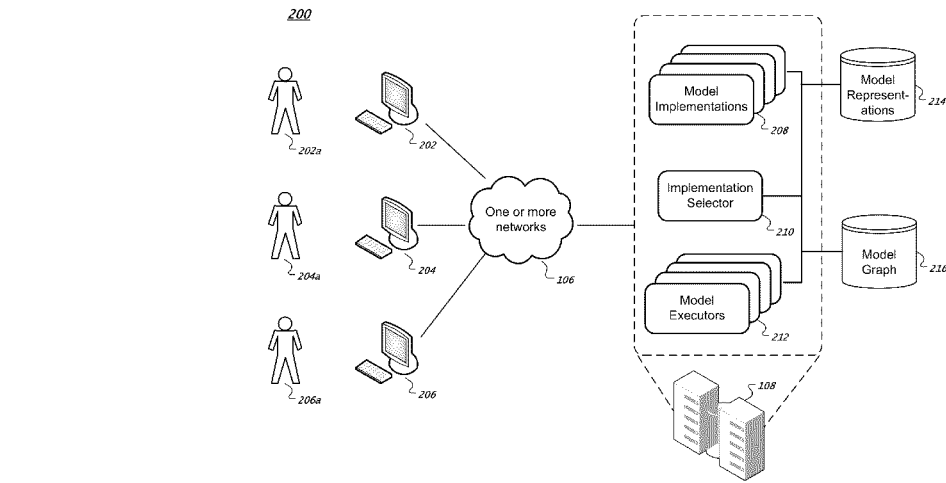 200
202a
202
204a
204
206a
206
One or more
networks
106
Model
Implementations
208
Implementation
Selector
210
Model
Executors
212
Model
Represent-
ations
214
Model
Graph
216
108